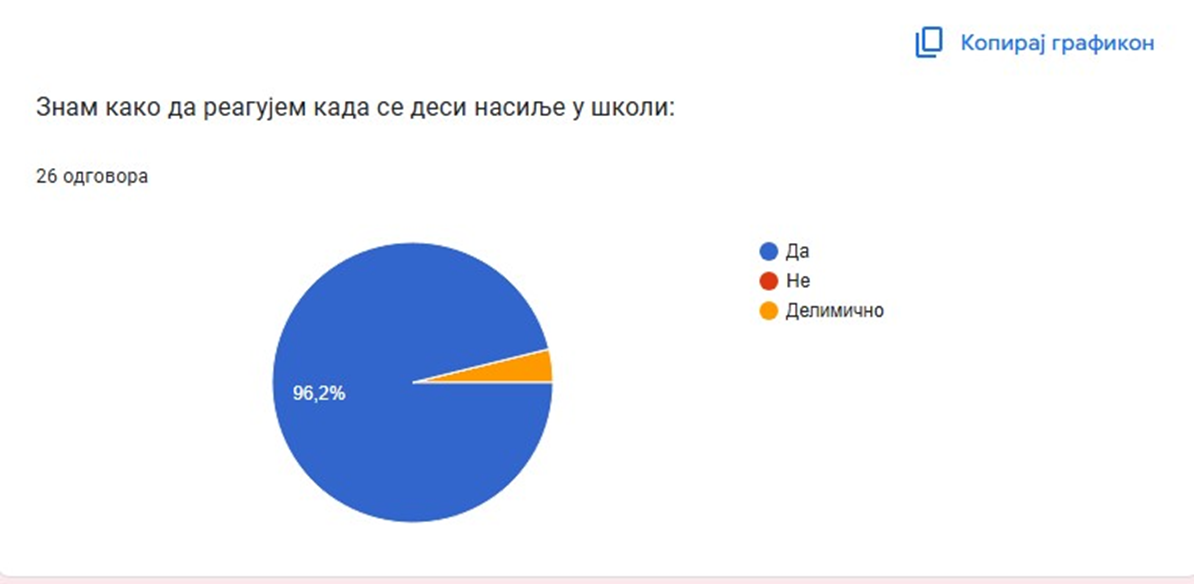 Копирај графикон
Знам како да реагујем када се деси насиље у школи:
26 одговора
Да
Не
Делимично
96,2%